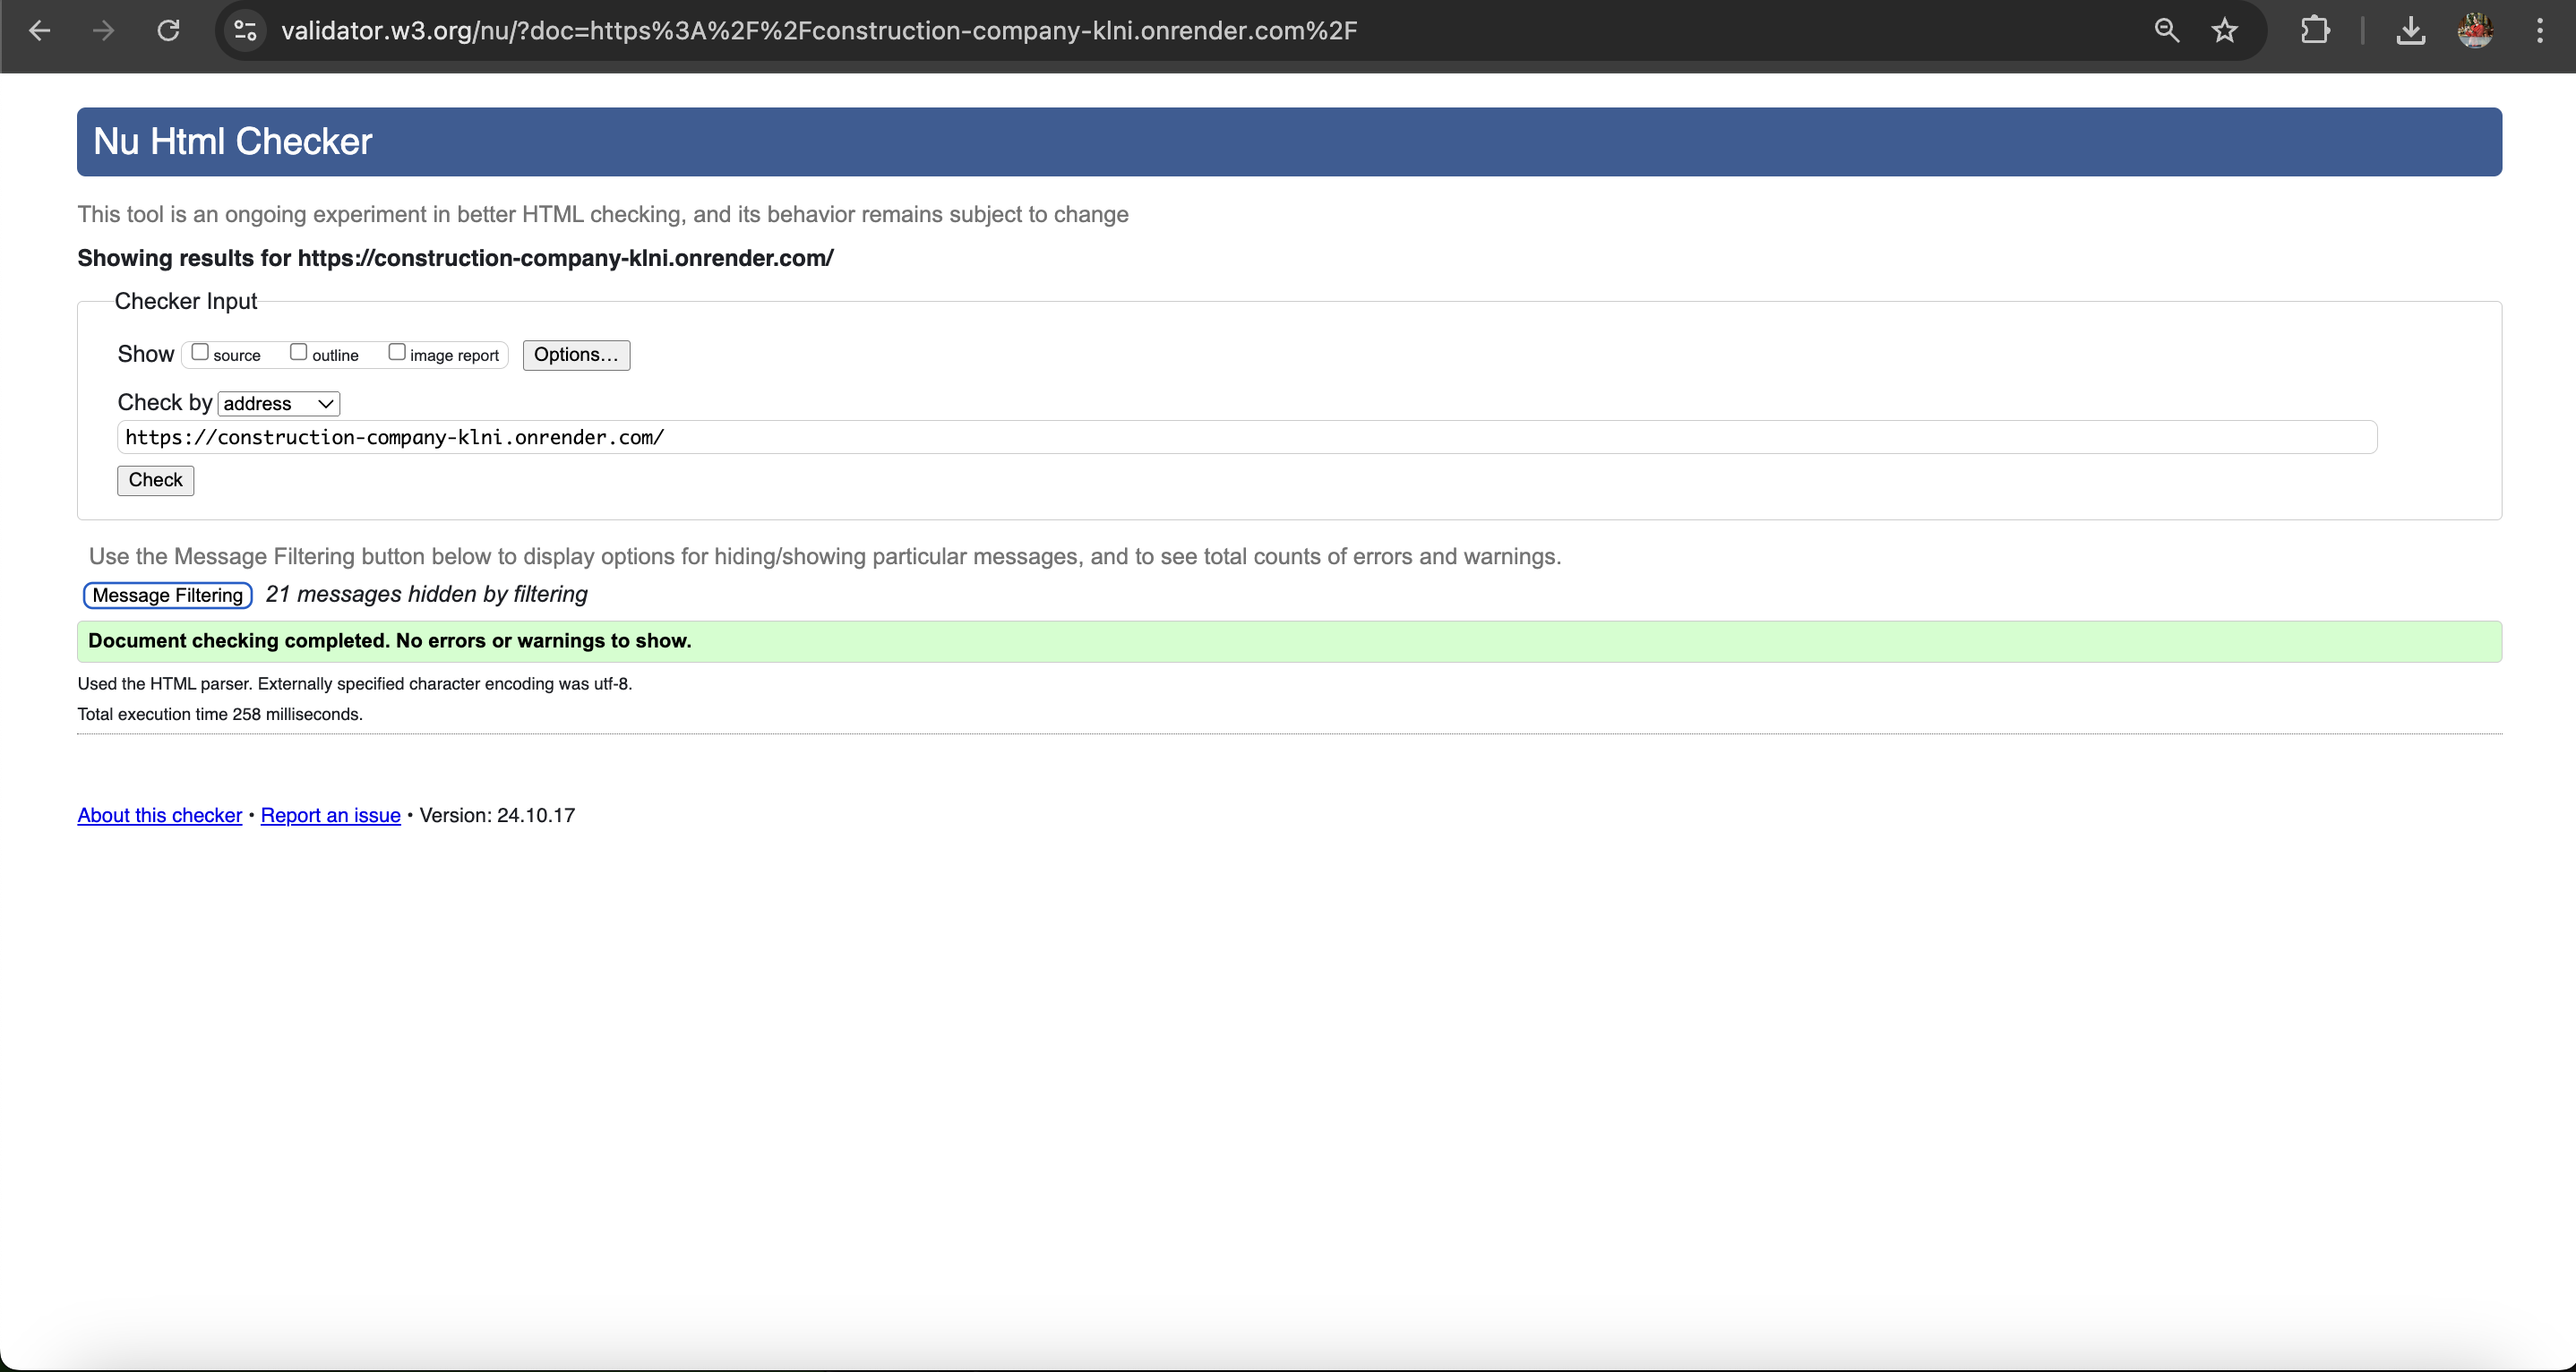 validator.w3.org/nu/?doc=https%3A%2F%2Fconstruction-company-klni.onrender.com%2F
Nu Html Checker
This tool is an ongoing experiment in better HTML checking, and its behavior remains subject to change
Showing results for https://construction-company-klni.onrender.com/
Checker Input
Show source outline image report Options...
Check by address
https://construction-company-klni.onrender.com/
Check
Use the Message Filtering button below to display options for hiding/showing particular messages, and to see total counts of errors and warnings.
Message Filtering 21 messages hidden by filtering
Document checking completed. No errors or warnings to show.
Used the HTML parser. Externally specified character encoding was utf-8.
Total execution time 258 milliseconds.
About this checker • Report an issue • Version: 24.10.17